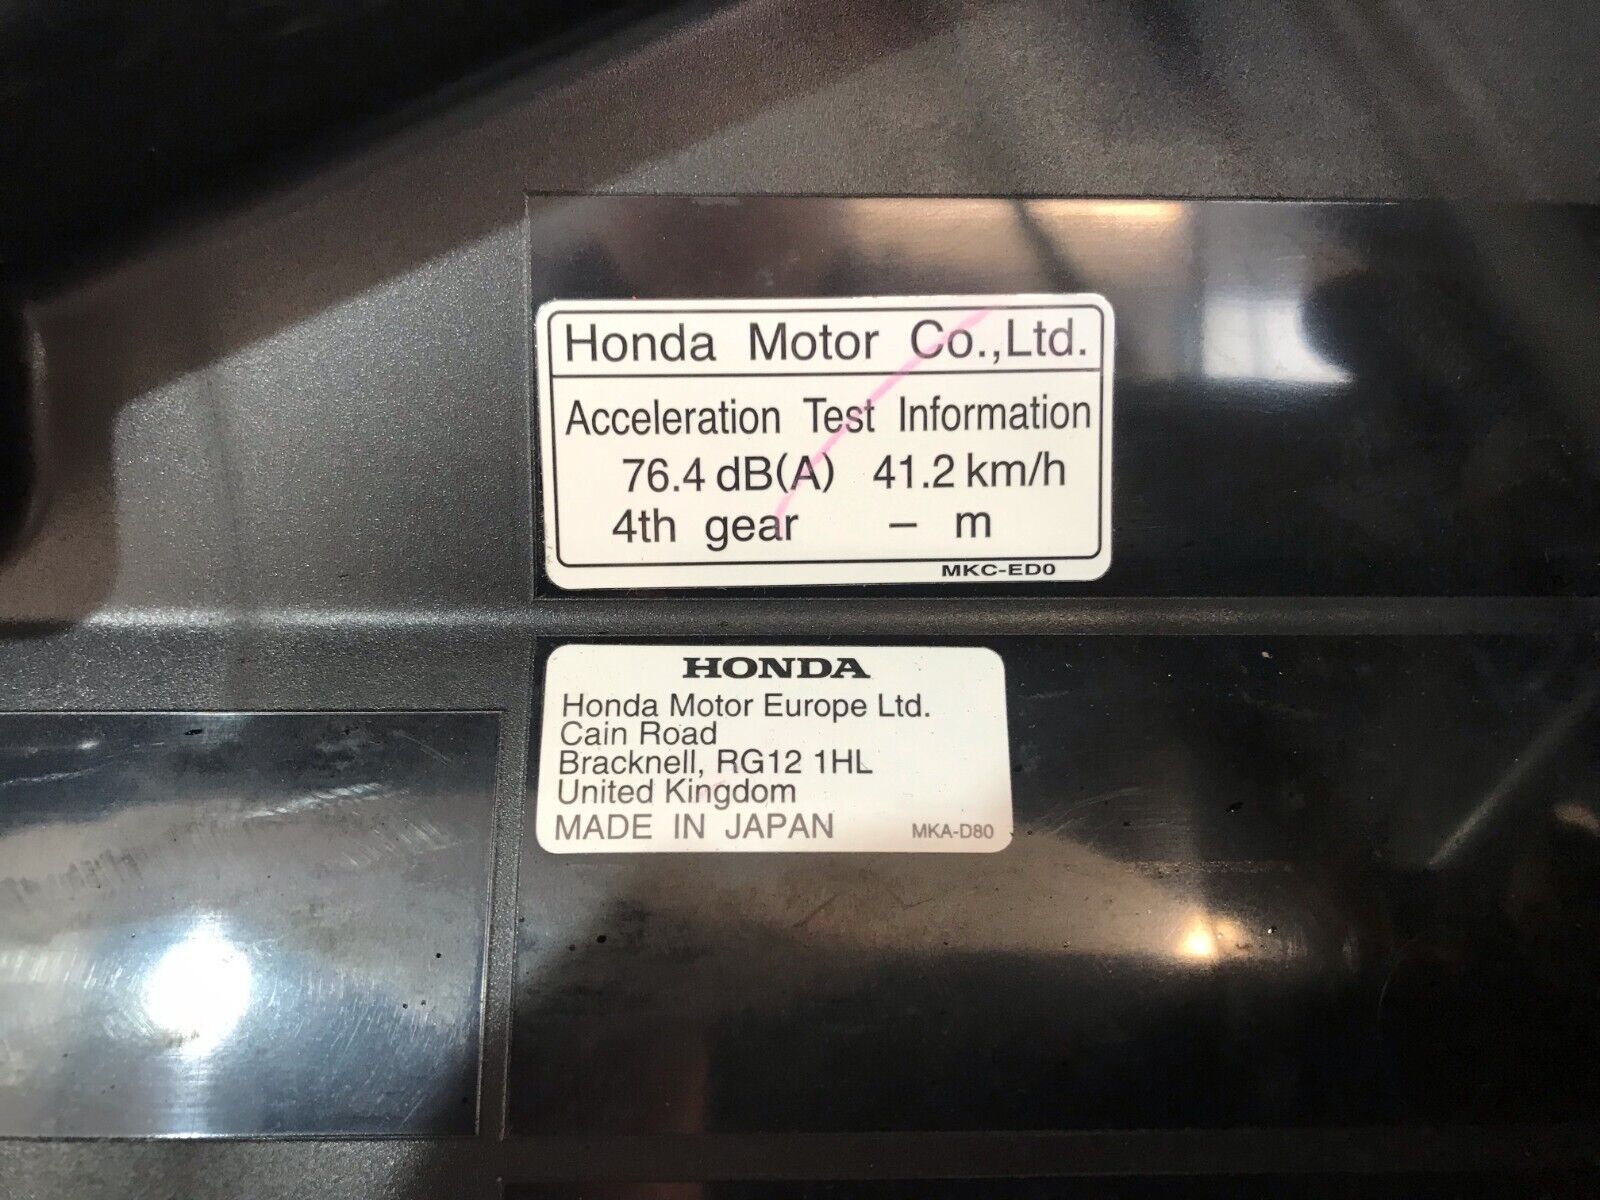 Honda Motor Co.,Ltd.
Acceleration Test Information
76.4 dB(A) 41.2 km/h
4th gear – m
MKC-ED0
HONDA
Honda Motor Europe Ltd.
Cain Road
Bracknell, RG12 1HL
United Kingdom
MADE IN JAPAN MKA-D80